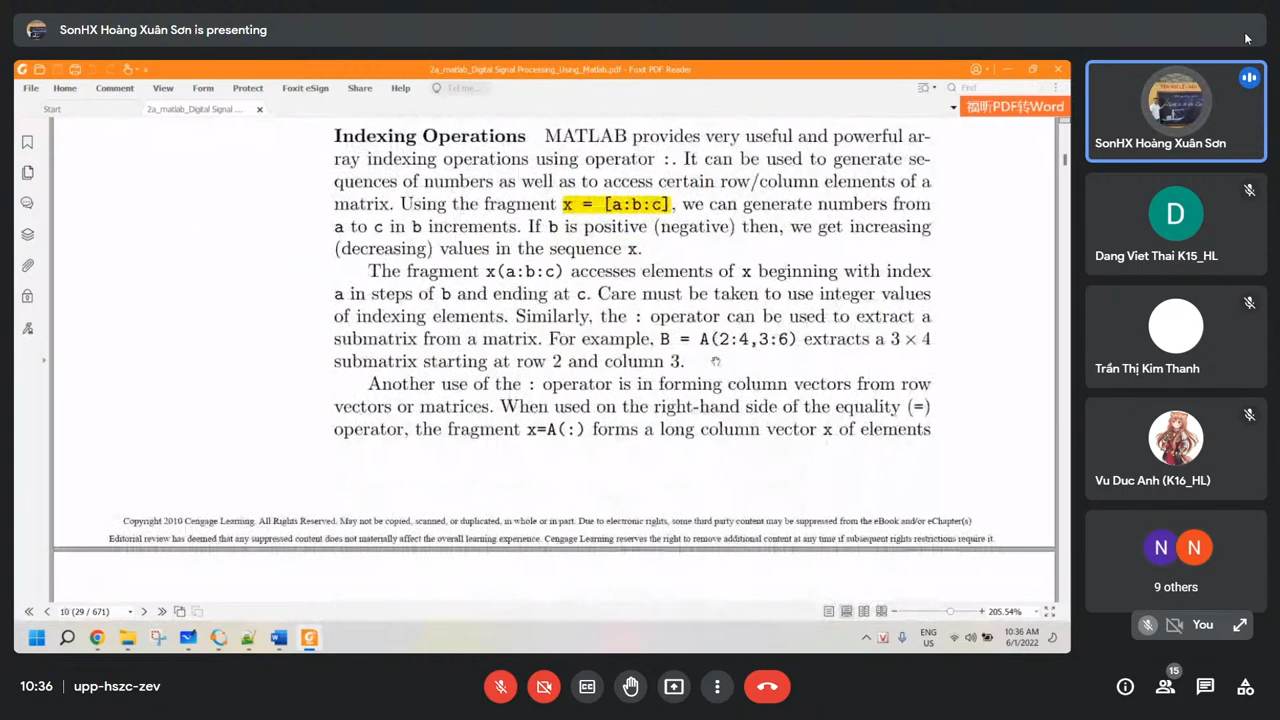 SonHX Hoàng Xuân Sơn is presenting
2a_matlab_Digital Signal Processing_Using_Matlab.pdf - Foxit PDF Reader
File Home Comment View Form Protect Foxit eSign Share Help Tell me... Find
Start 2a_matlab_Digital Signal ...
福昕PDF转Word
Indexing Operations MATLAB provides very useful and powerful ar-
ray indexing operations using operator :. It can be used to generate se-
quences of numbers as well as to access certain row/column elements of a
matrix. Using the fragment x = [a:b:c], we can generate numbers from
a to c in b increments. If b is positive (negative) then, we get increasing
(decreasing) values in the sequence x.
The fragment x(a:b:c) accesses elements of x beginning with index
a in steps of b and ending at c. Care must be taken to use integer values
of indexing elements. Similarly, the : operator can be used to extract a
submatrix from a matrix. For example, B = A(2:4,3:6) extracts a 3 × 4
submatrix starting at row 2 and column 3.
Another use of the : operator is in forming column vectors from row
vectors or matrices. When used on the right-hand side of the equality (=)
operator, the fragment x=A(:) forms a long column vector x of elements
Copyright 2010 Cengage Learning. All Rights Reserved. May not be copied, scanned, or duplicated, in whole or in part. Due to electronic rights, some third party content may be suppressed from the eBook and/or eChapter(s)
Editorial review has deemed that any suppressed content does not materially affect the overall learning experience. Cengage Learning reserves the right to remove additional content at any time if subsequent rights restrictions require it.
10 (29 / 671)
205.54%
ENG
US
10:36 AM
6/1/2022
SonHX Hoàng Xuân Sơn
D
Dang Viet Thai K15_HL
Trần Thị Kim Thanh
Vu Duc Anh (K16_HL)
N N
9 others
You
10:36 upp-hszc-zev
15